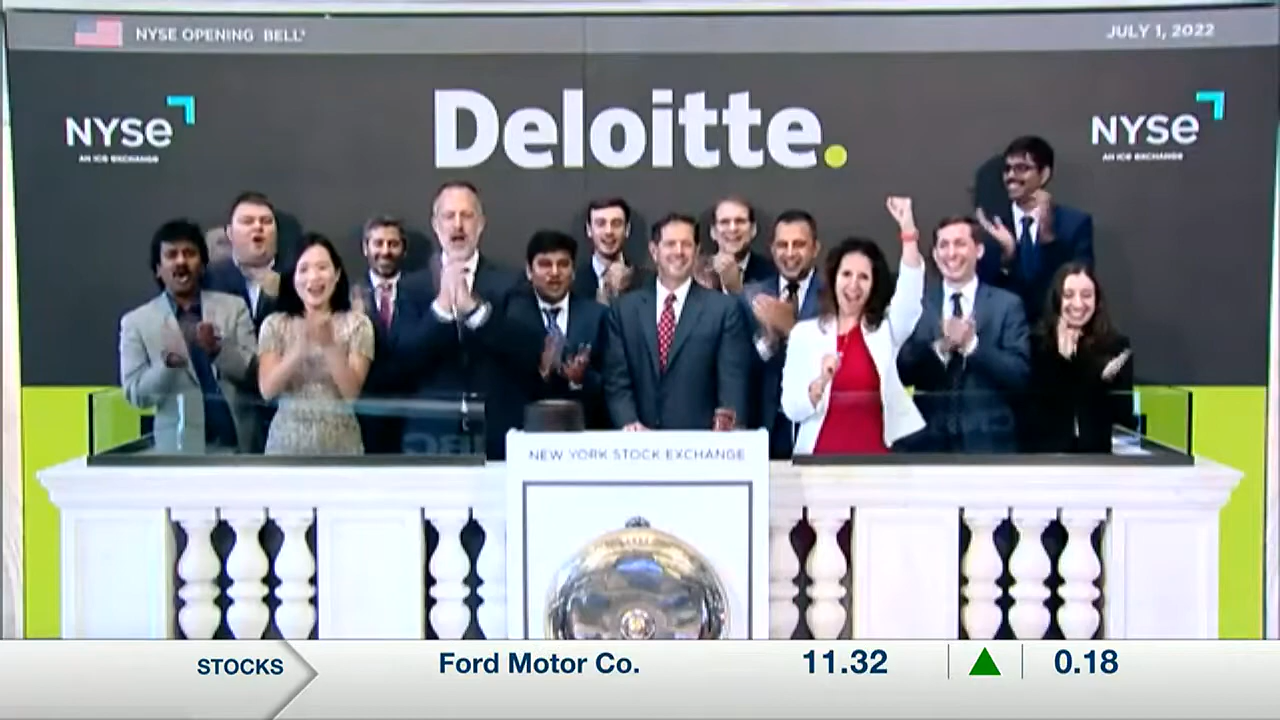 NYSE OPENING BELL®
JULY 1, 2022
NYSE
AN ICE EXCHANGE
Deloitte.
NYSE
AN ICE EXCHANGE
NEW YORK STOCK EXCHANGE
STOCKS
Ford Motor Co.
11.32
0.18